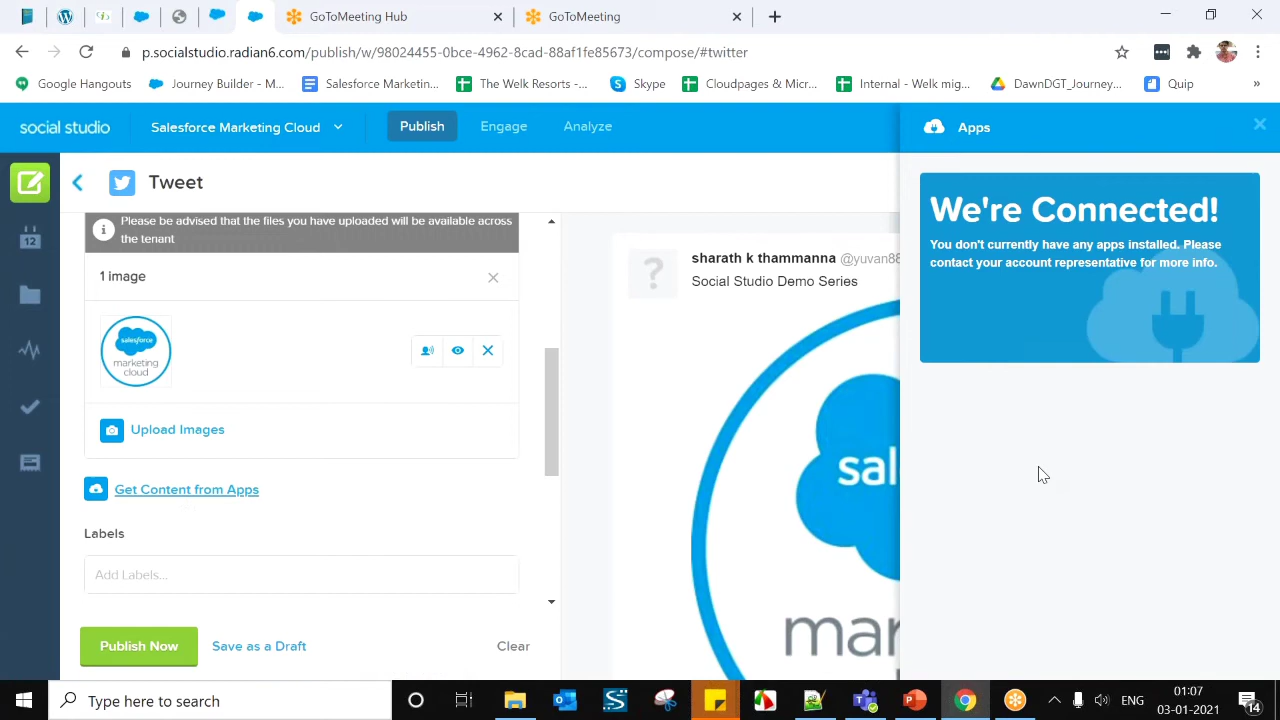 GoToMeeting Hub
GoToMeeting
p.socialstudio.radian6.com/publish/w/98024455-0bce-4962-8cad-88af1fe85673/compose/#twitter
Google Hangouts
Journey Builder - M...
Salesforce Marketin...
The Welk Resorts -...
Skype
Cloudpages & Micr...
Internal - Welk mig...
DawnDGT_Journey...
Quip
»
social studio
Salesforce Marketing Cloud
Publish
Engage
Analyze
Apps
12
Tweet
Please be advised that the files you have uploaded will be available across
the tenant
1 image
salesforce
marketing
cloud
Upload Images
Get Content from Apps
Labels
Add Labels...
Publish Now
Save as a Draft
Clear
sharath k thammanna @yuvan88
Social Studio Demo Series
sal
mar
We're Connected!
You don't currently have any apps installed. Please
contact your account representative for more info.
Type here to search
ENG
01:07
03-01-2021
14